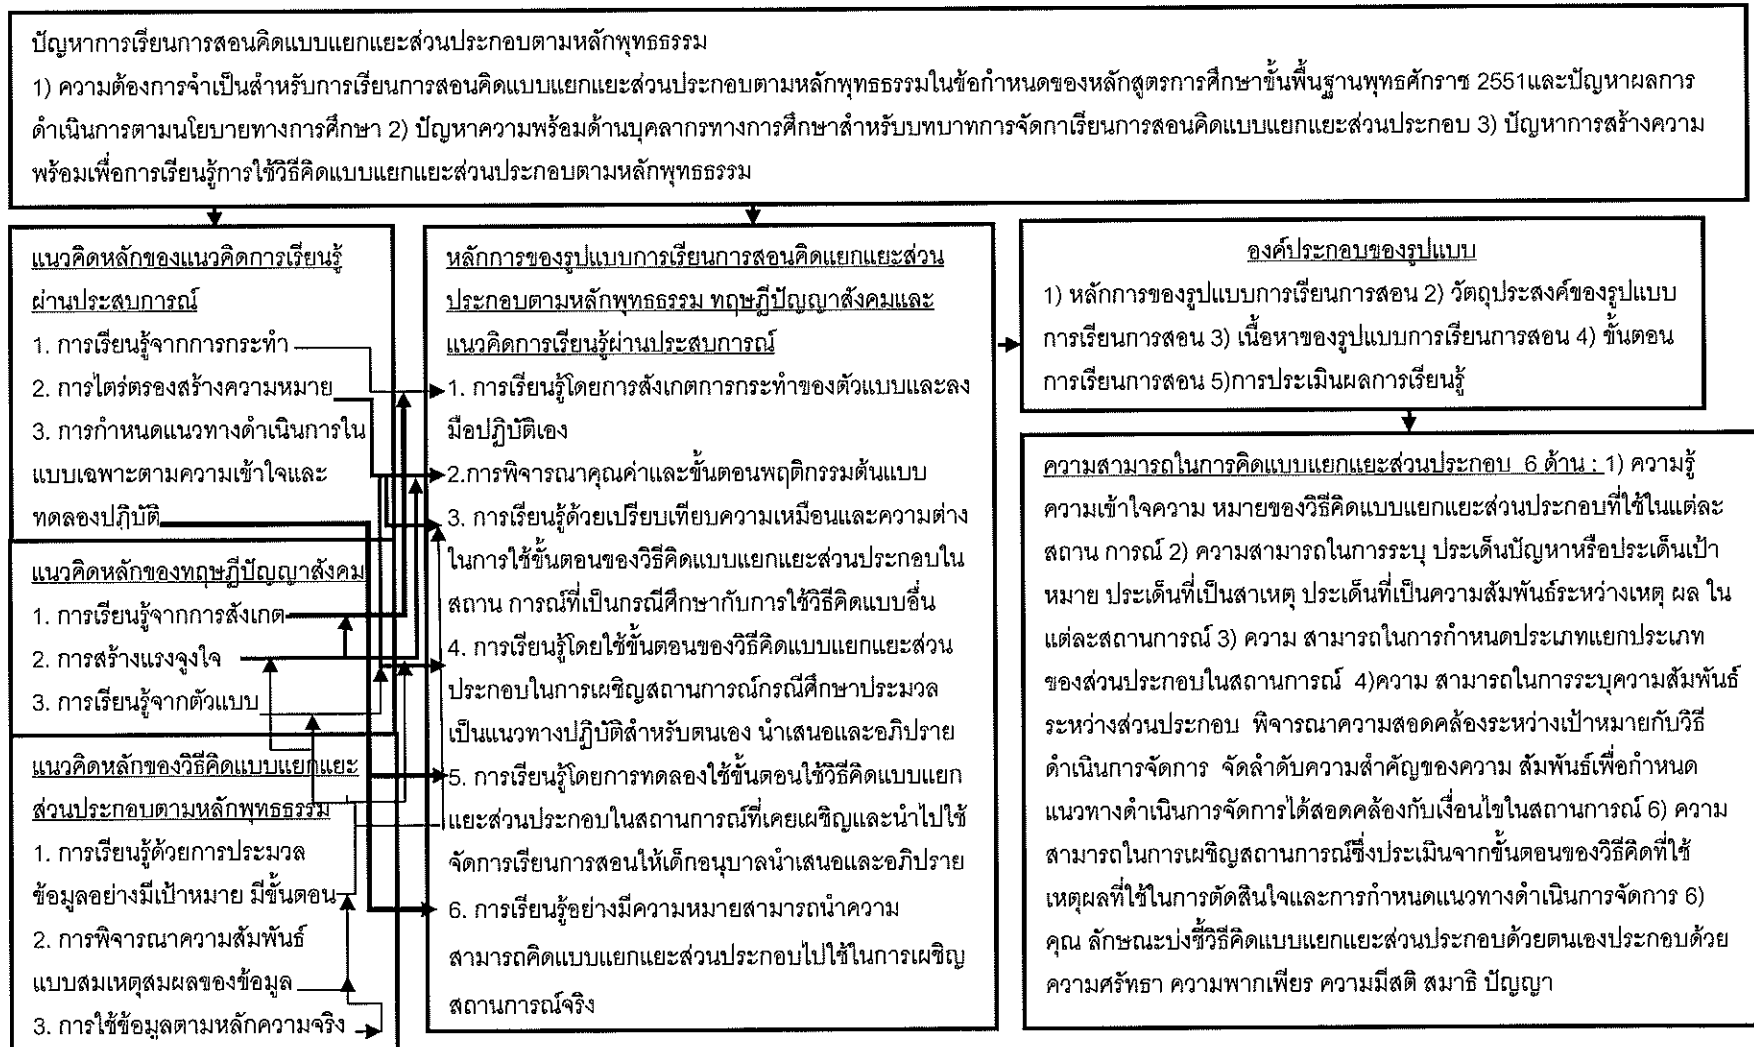 ปัญหาการเรียนการสอนคิดแบบแยกแยะส่วนประกอบตามหลักพุทธธรรม
1) ความต้องการจำเป็นสำหรับการเรียนการสอนคิดแบบแยกแยะส่วนประกอบตามหลักพุทธธรรมในข้อกำหนดของหลักสูตรการศึกษาขั้นพื้นฐานพุทธศักราช 2551และปัญหาผลการ
ดำเนินการตามนโยบายทางการศึกษา 2) ปัญหาความพร้อมด้านบุคลากรทางการศึกษาสำหรับบทบาทการจัดกาเรียนการสอนคิดแบบแยกแยะส่วนประกอบ 3) ปัญหาการสร้างความ
พร้อมเพื่อการเรียนรู้การใช้วิธีคิดแบบแยกแยะส่วนประกอบตามหลักพุทธธรรม
แนวคิดหลักของแนวคิดการเรียนรู้
ผ่านประสบการณ์
1. การเรียนรู้จากการกระทำ
2. การไตร่ตรองสร้างความหมาย
3. การกำหนดแนวทางดำเนินการใน
แบบเฉพาะตามความเข้าใจและ
ทดลองปฏิบัติ
แนวคิดหลักของทฤษฎีปัญญาสังคม
1. การเรียนรู้จากการสังเกต
2. การสร้างแรงจูงใจ
3. การเรียนรู้จากตัวแบบ
แนวคิดหลักของวิธีคิดแบบแยกแยะ
ส่วนประกอบตามหลักพุทธธรรม
1. การเรียนรู้ด้วยการประมวล
ข้อมูลอย่างมีเป้าหมาย มีขั้นตอน
2. การพิจารณาความสัมพันธ์
แบบสมเหตุสมผลของข้อมูล
3. การใช้ข้อมูลตามหลักความจริง
หลักการของรูปแบบการเรียนการสอนคิดแยกแยะส่วน
ประกอบตามหลักพุทธธรรม ทฤษฎีปัญญาสังคมและ
แนวคิดการเรียนรู้ผ่านประสบการณ์
1. การเรียนรู้โดยการสังเกตการกระทำของตัวแบบและลง
มือปฏิบัติเอง
2.การพิจารณาคุณค่าและขั้นตอนพฤติกรรมต้นแบบ
3. การเรียนรู้ด้วยเปรียบเทียบความเหมือนและความต่าง
ในการใช้ขั้นตอนของวิธีคิดแบบแยกแยะส่วนประกอบใน
สถาน การณ์ที่เป็นกรณีศึกษากับการใช้วิธีคิดแบบอื่น
4. การเรียนรู้โดยใช้ขั้นตอนของวิธีคิดแบบแยกแยะส่วน
ประกอบในการเผชิญสถานการณ์กรณีศึกษาประมวล
เป็นแนวทางปฏิบัติสำหรับตนเอง นำเสนอและอภิปราย
5. การเรียนรู้โดยการทดลองใช้ขั้นตอนใช้วิธีคิดแบบแยก
แยะส่วนประกอบในสถานการณ์ที่เคยเผชิญและนำไปใช้
จัดการเรียนการสอนให้เด็กอนุบาลนำเสนอและอภิปราย
6. การเรียนรู้อย่างมีความหมายสามารถนำความ
สามารถคิดแบบแยกแยะส่วนประกอบไปใช้ในการเผชิญ
สถานการณ์จริง
องค์ประกอบของรูปแบบ
1) หลักการของรูปแบบการเรียนการสอน 2) วัตถุประสงค์ของรูปแบบ
การเรียนการสอน 3) เนื้อหาของรูปแบบการเรียนการสอน 4) ขั้นตอน
การเรียนการสอน 5)การประเมินผลการเรียนรู้
ความสามารถในการคิดแบบแยกแยะส่วนประกอบ 6 ด้าน : 1) ความรู้
ความเข้าใจความ หมายของวิธีคิดแบบแยกแยะส่วนประกอบที่ใช้ในแต่ละ
สถาน การณ์ 2) ความสามารถในการระบุ ประเด็นปัญหาหรือประเด็นเป้า
หมาย ประเด็นที่เป็นสาเหตุ ประเด็นที่เป็นความสัมพันธ์ระหว่างเหตุ ผล ใน
แต่ละสถานการณ์ 3) ความ สามารถในการกำหนดประเภทแยกประเภท
ของส่วนประกอบในสถานการณ์ 4)ความ สามารถในการระบุความสัมพันธ์
ระหว่างส่วนประกอบ พิจารณาความสอดคล้องระหว่างเป้าหมายกับวิธี
ดำเนินการจัดการ จัดลำดับความสำคัญของความ สัมพันธ์เพื่อกำหนด
แนวทางดำเนินการจัดการได้สอดคล้องกับเงื่อนไขในสถานการณ์ 6) ความ
สามารถในการเผชิญสถานการณ์ซึ่งประเมินจากขั้นตอนของวิธีคิดที่ใช้
เหตุผลที่ใช้ในการตัดสินใจและการกำหนดแนวทางดำเนินการจัดการ 6)
คุณ ลักษณะบ่งชี้วิธีคิดแบบแยกแยะส่วนประกอบด้วยตนเองประกอบด้วย
ความศรัทธา ความพากเพียร ความมีสติ สมาธิ ปัญญา